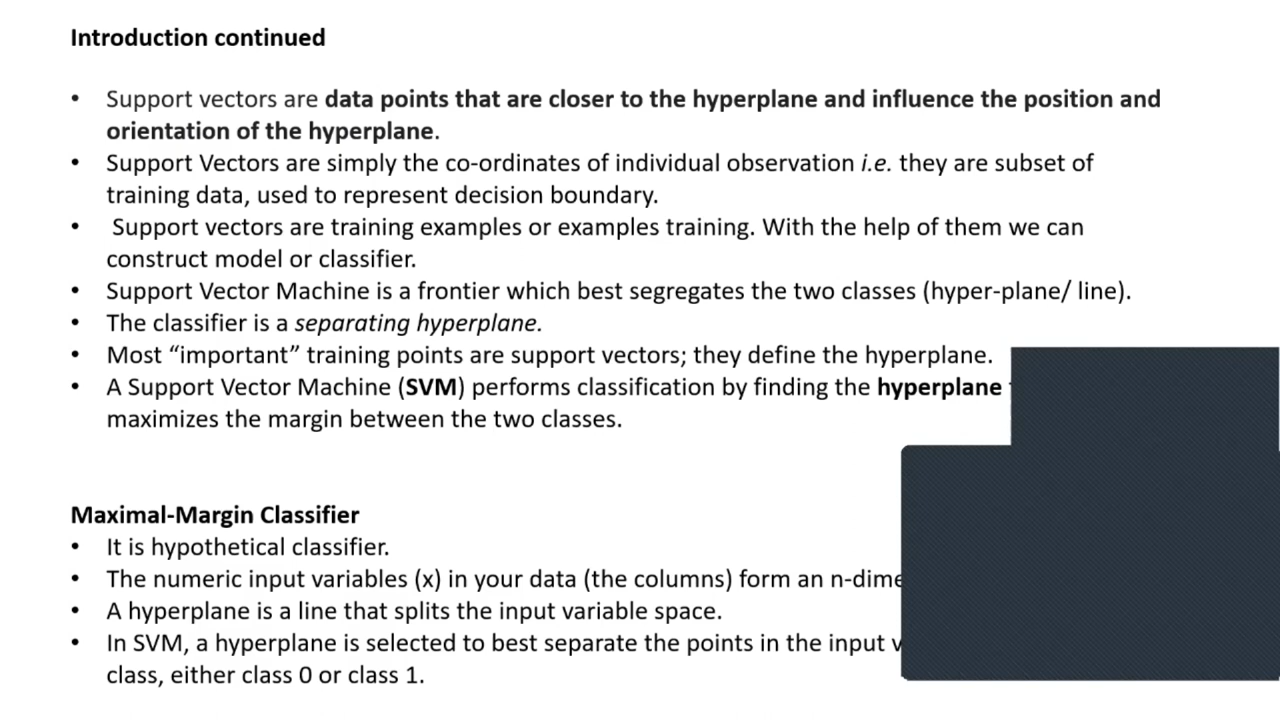 Introduction continued
• Support vectors are data points that are closer to the hyperplane and influence the position and
orientation of the hyperplane.
• Support Vectors are simply the co-ordinates of individual observation i.e. they are subset of
training data, used to represent decision boundary.
• Support vectors are training examples or examples training. With the help of them we can
construct model or classifier.
• Support Vector Machine is a frontier which best segregates the two classes (hyper-plane/ line).
• The classifier is a separating hyperplane.
• Most “important” training points are support vectors; they define the hyperplane.
• A Support Vector Machine (SVM) performs classification by finding the hyperplane
maximizes the margin between the two classes.
Maximal-Margin Classifier
• It is hypothetical classifier.
• The numeric input variables (x) in your data (the columns) form an
• A hyperplane is a line that splits the input variable space.
• In SVM, a hyperplane is selected to best separate the points in the input
class, either class 0 or class 1.